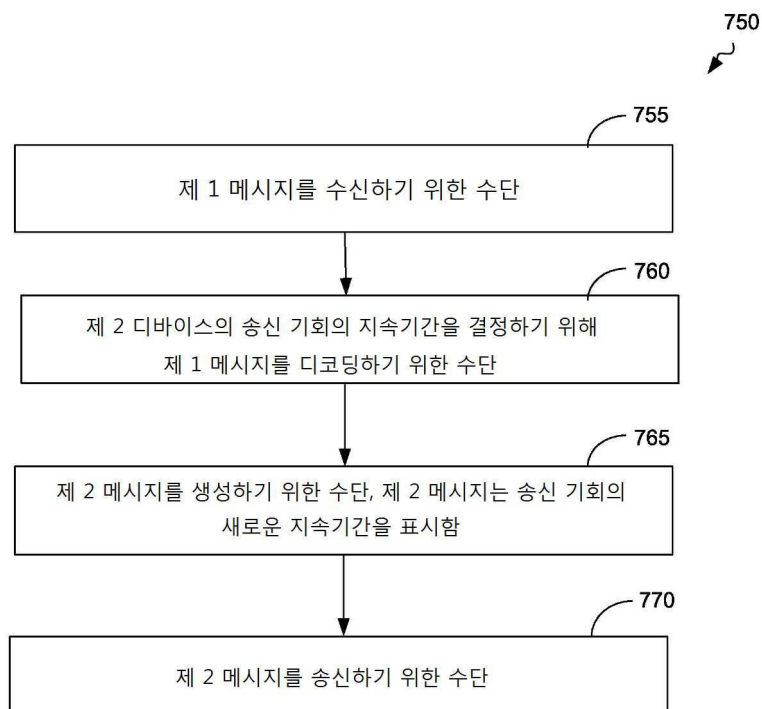 750
755
제 1 메시지를 수신하기 위한 수단
760
제 2 디바이스의 송신 기회의 지속기간을 결정하기 위해
제 1 메시지를 디코딩하기 위한 수단
765
제 2 메시지를 생성하기 위한 수단, 제 2 메시지는 송신 기회의
새로운 지속기간을 표시함
770
제 2 메시지를 송신하기 위한 수단